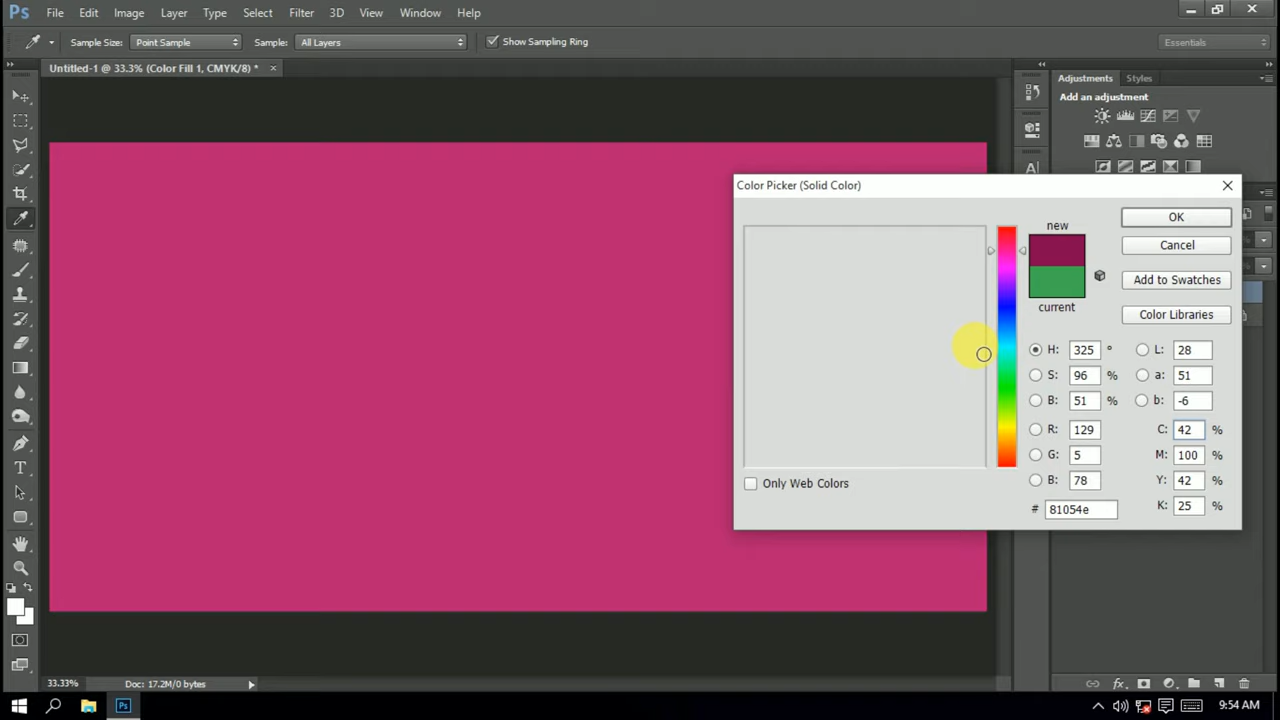 Ps File Edit Image Layer Type Select Filter 3D View Window Help
Sample Size: Point Sample Sample: All Layers Show Sampling Ring Essentials
Untitled-1 @ 33.3% (Color Fill 1, CMYK/8) * ×
Adjustments Styles
Add an adjustment
Color Picker (Solid Color)
new
OK
Cancel
Add to Swatches
current
Color Libraries
H: 325 ° L: 28
S: 96 % a: 51
B: 51 % b: -6
R: 129 C: 42 %
G: 5 M: 100 %
B: 78 Y: 42 %
Only Web Colors
# 81054e K: 25 %
33.33% Doc: 17.2M/0 bytes
fx
Ps 9:54 AM